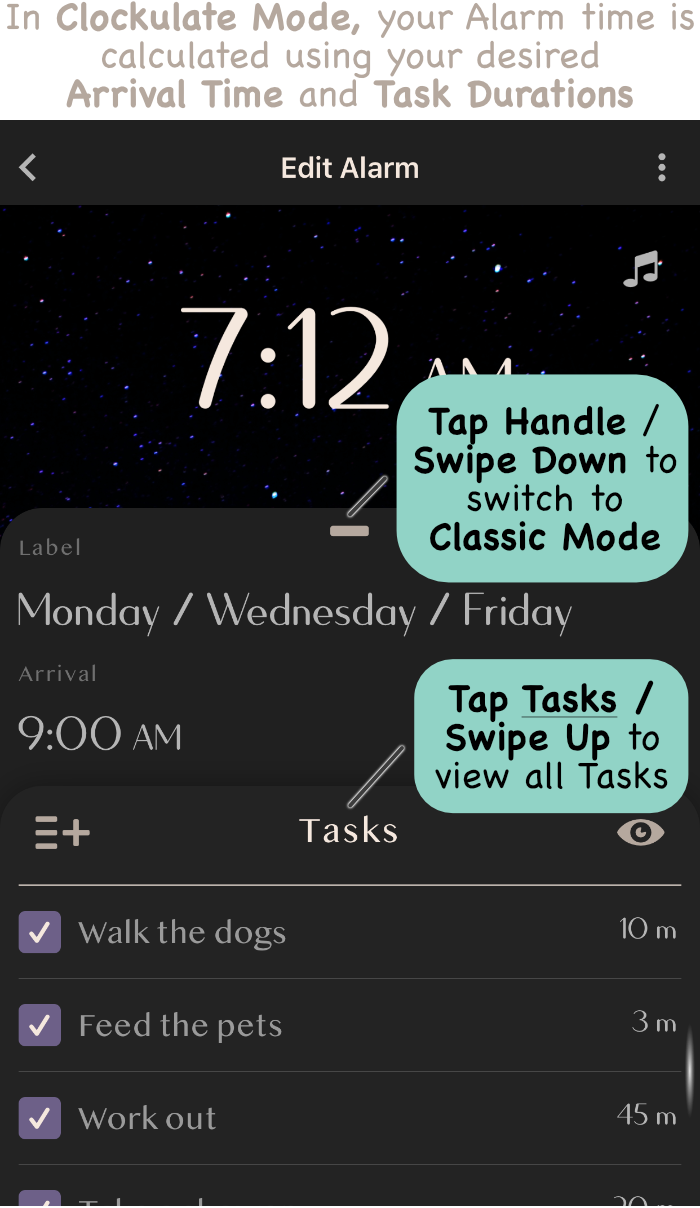 In Clockulate Mode, your Alarm time is
calculated using your desired
Arrival Time and Task Durations
Edit Alarm
7:12 AM
Tap Handle /
Swipe Down to
switch to
Classic Mode
Label
Monday / Wednesday / Friday
Arrival
9:00 AM
Tap Tasks /
Swipe Up to
view all Tasks
Tasks
Walk the dogs 10 m
Feed the pets 3 m
Work out 45 m